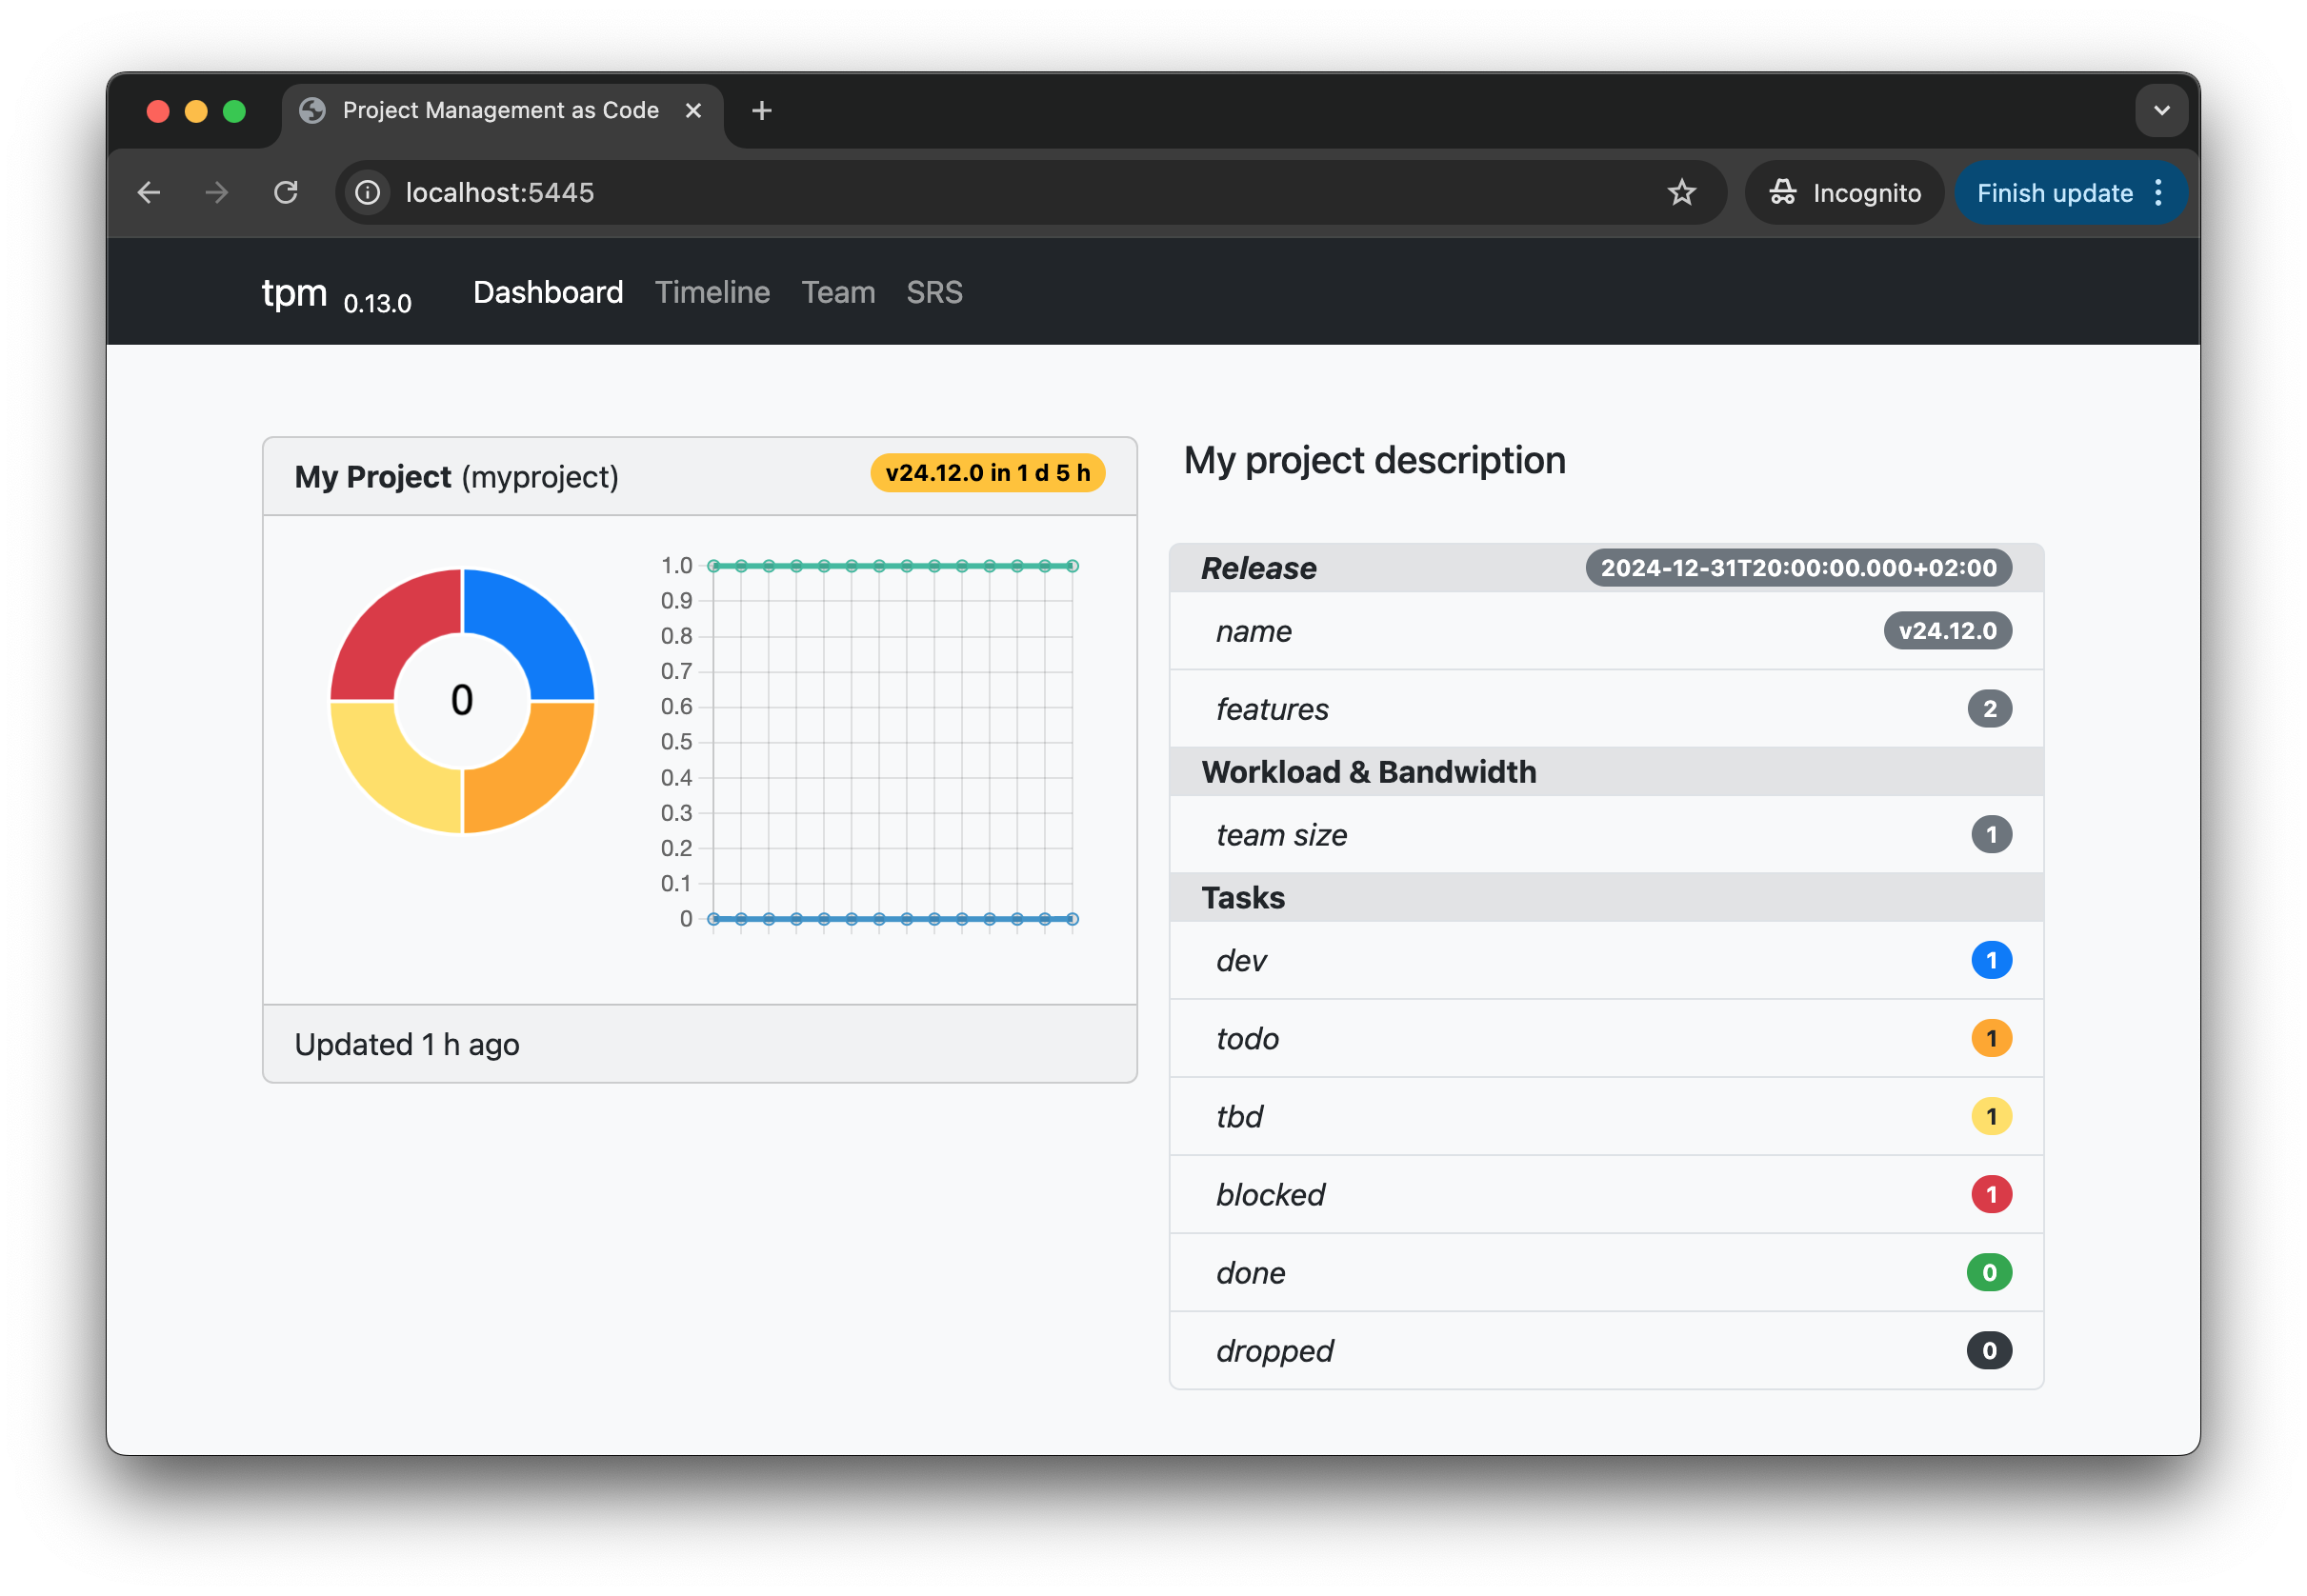 Project Management as Code
localhost:5445
Incognito
Finish update
tpm 0.13.0
Dashboard
Timeline
Team
SRS
My Project (myproject)
v24.12.0 in 1 d 5 h
0
1.0
0.9
0.8
0.7
0.6
0.5
0.4
0.3
0.2
0.1
0
Updated 1 h ago
My project description
Release 2024-12-31T20:00:00.000+02:00
name v24.12.0
features 2
Workload & Bandwidth
team size 1
Tasks
dev 1
todo 1
tbd 1
blocked 1
done 0
dropped 0